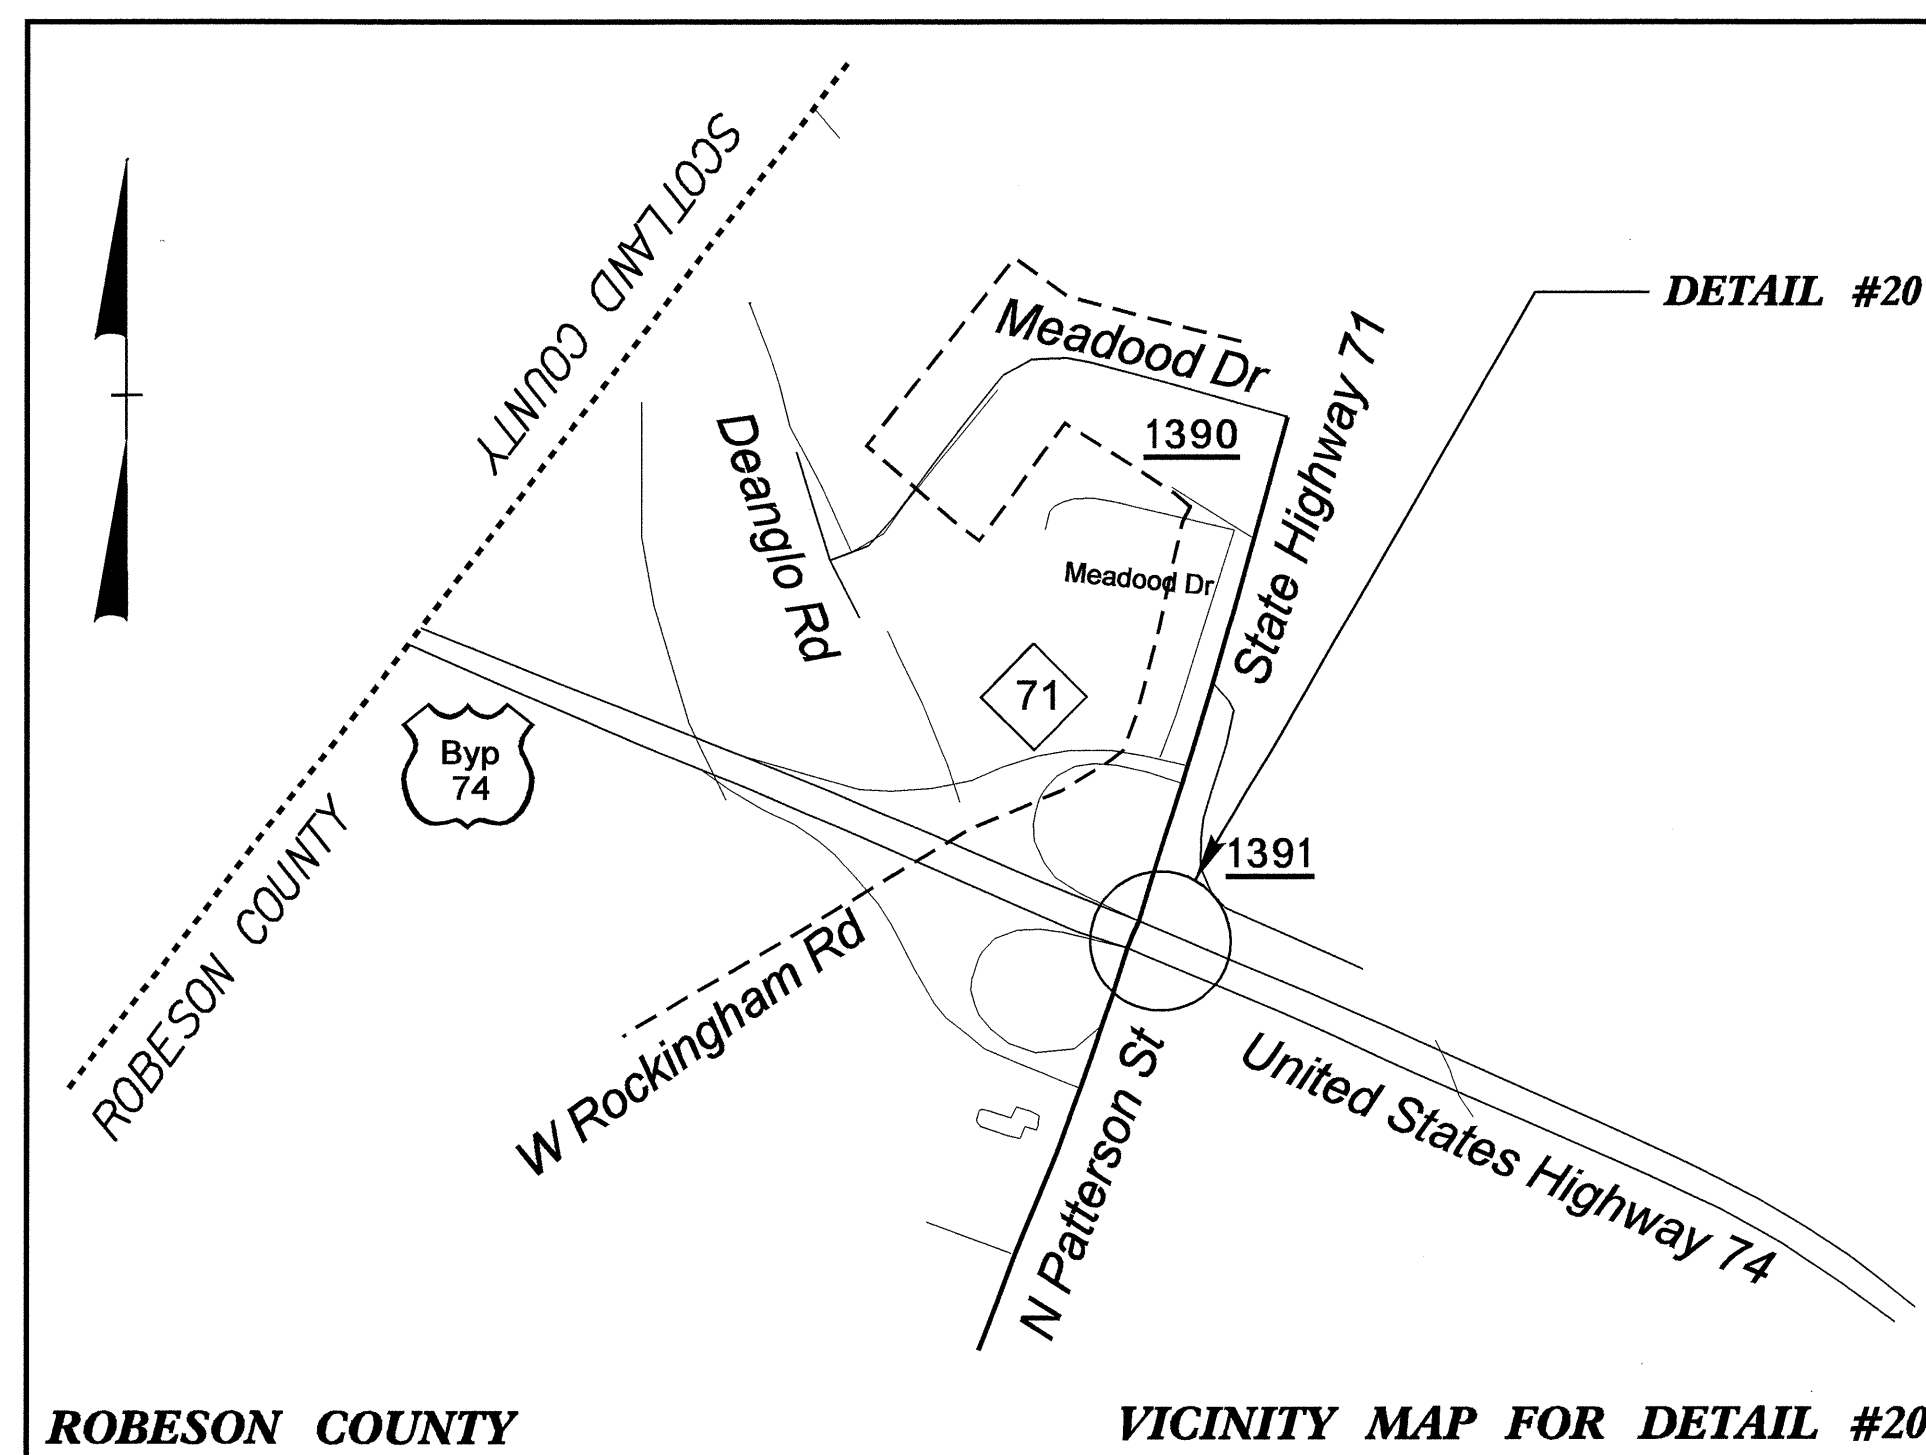 SCOTLAND COUNTY
DETAIL #20
Meadood Dr
State Highway 71
1390
Deanglo Rd
Meadood Dr
71
Byp
74
1391
ROBESON COUNTY
W Rockingham Rd
N Patterson St
United States Highway 74
ROBESON COUNTY
VICINITY MAP FOR DETAIL #20